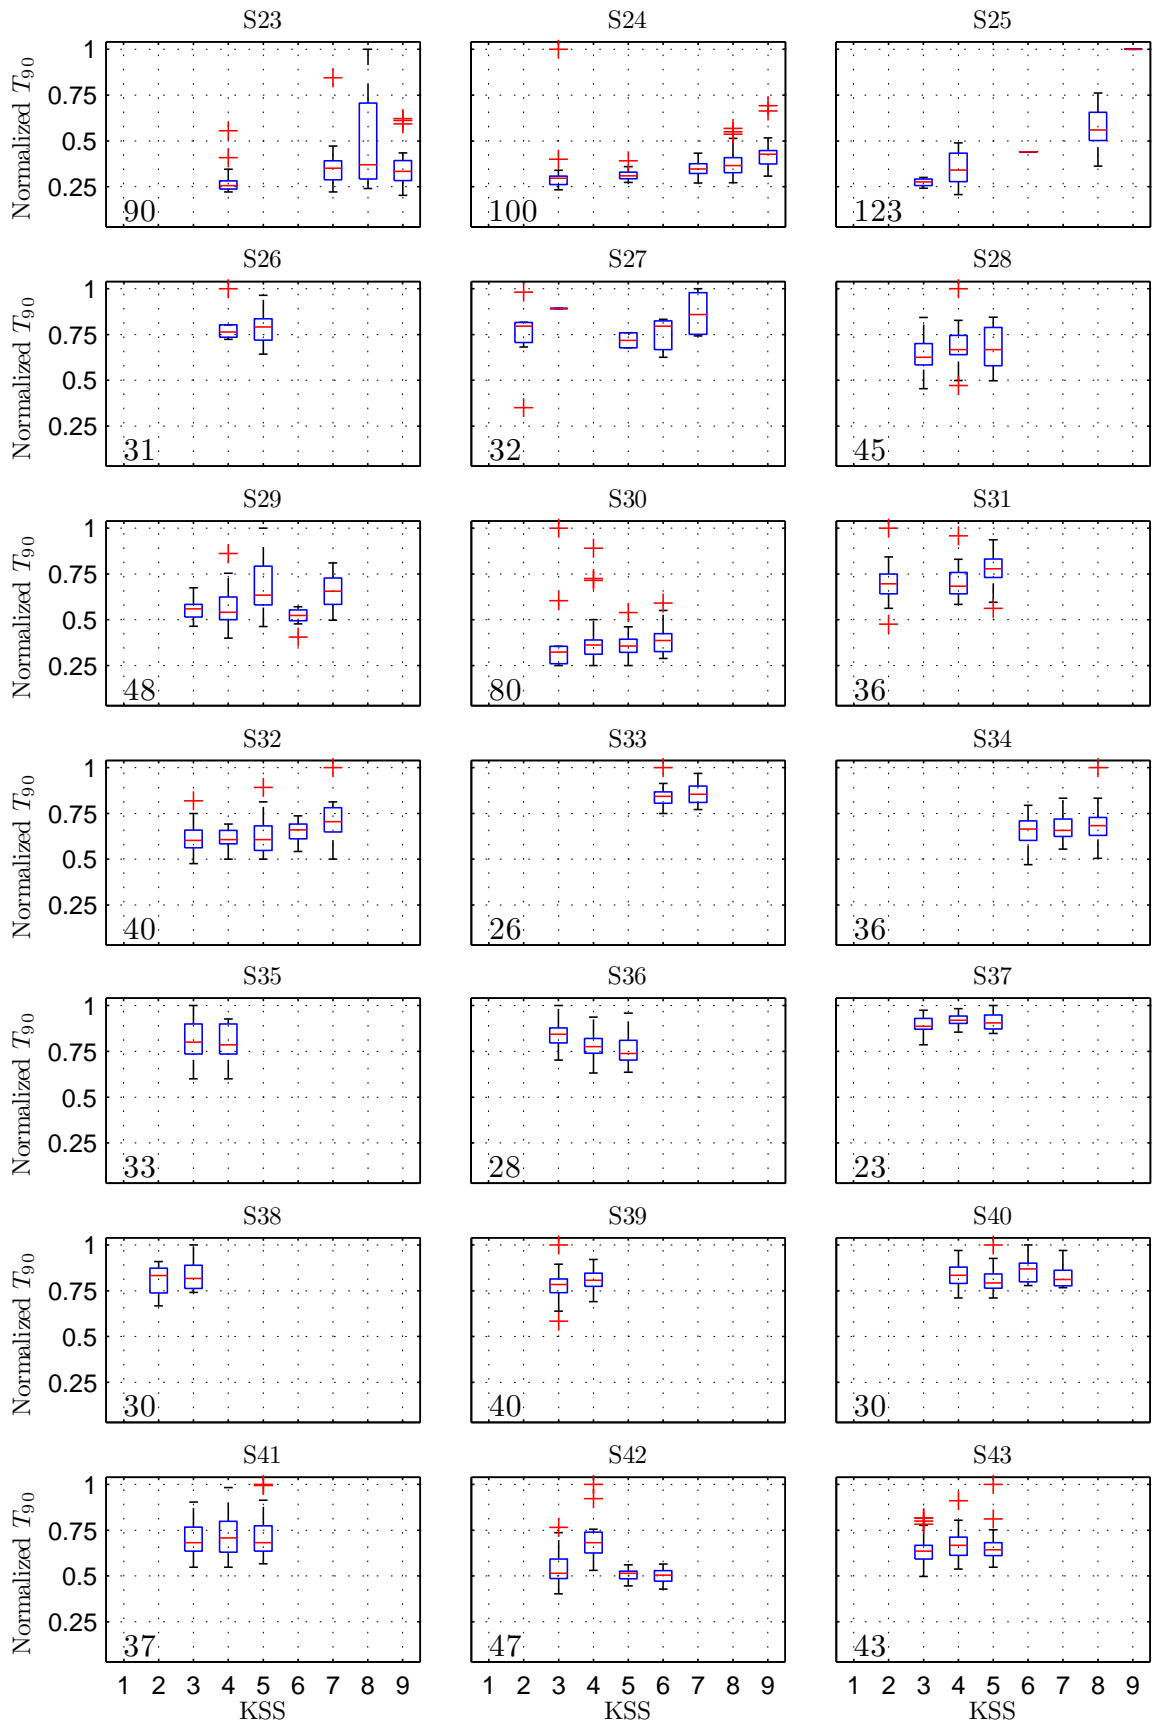 S23 S24 S25
Normalized T90
1
0.75
0.5
0.25
90 100 123
S26 S27 S28
Normalized T90
1
0.75
0.5
0.25
31 32 45
S29 S30 S31
Normalized T90
1
0.75
0.5
0.25
48 80 36
S32 S33 S34
Normalized T90
1
0.75
0.5
0.25
40 26 36
S35 S36 S37
Normalized T90
1
0.75
0.5
0.25
33 28 23
S38 S39 S40
Normalized T90
1
0.75
0.5
0.25
30 40 30
S41 S42 S43
Normalized T90
1
0.75
0.5
0.25
37 47 43
1 2 3 4 5 6 7 8 9 1 2 3 4 5 6 7 8 9 1 2 3 4 5 6 7 8 9
KSS KSS KSS